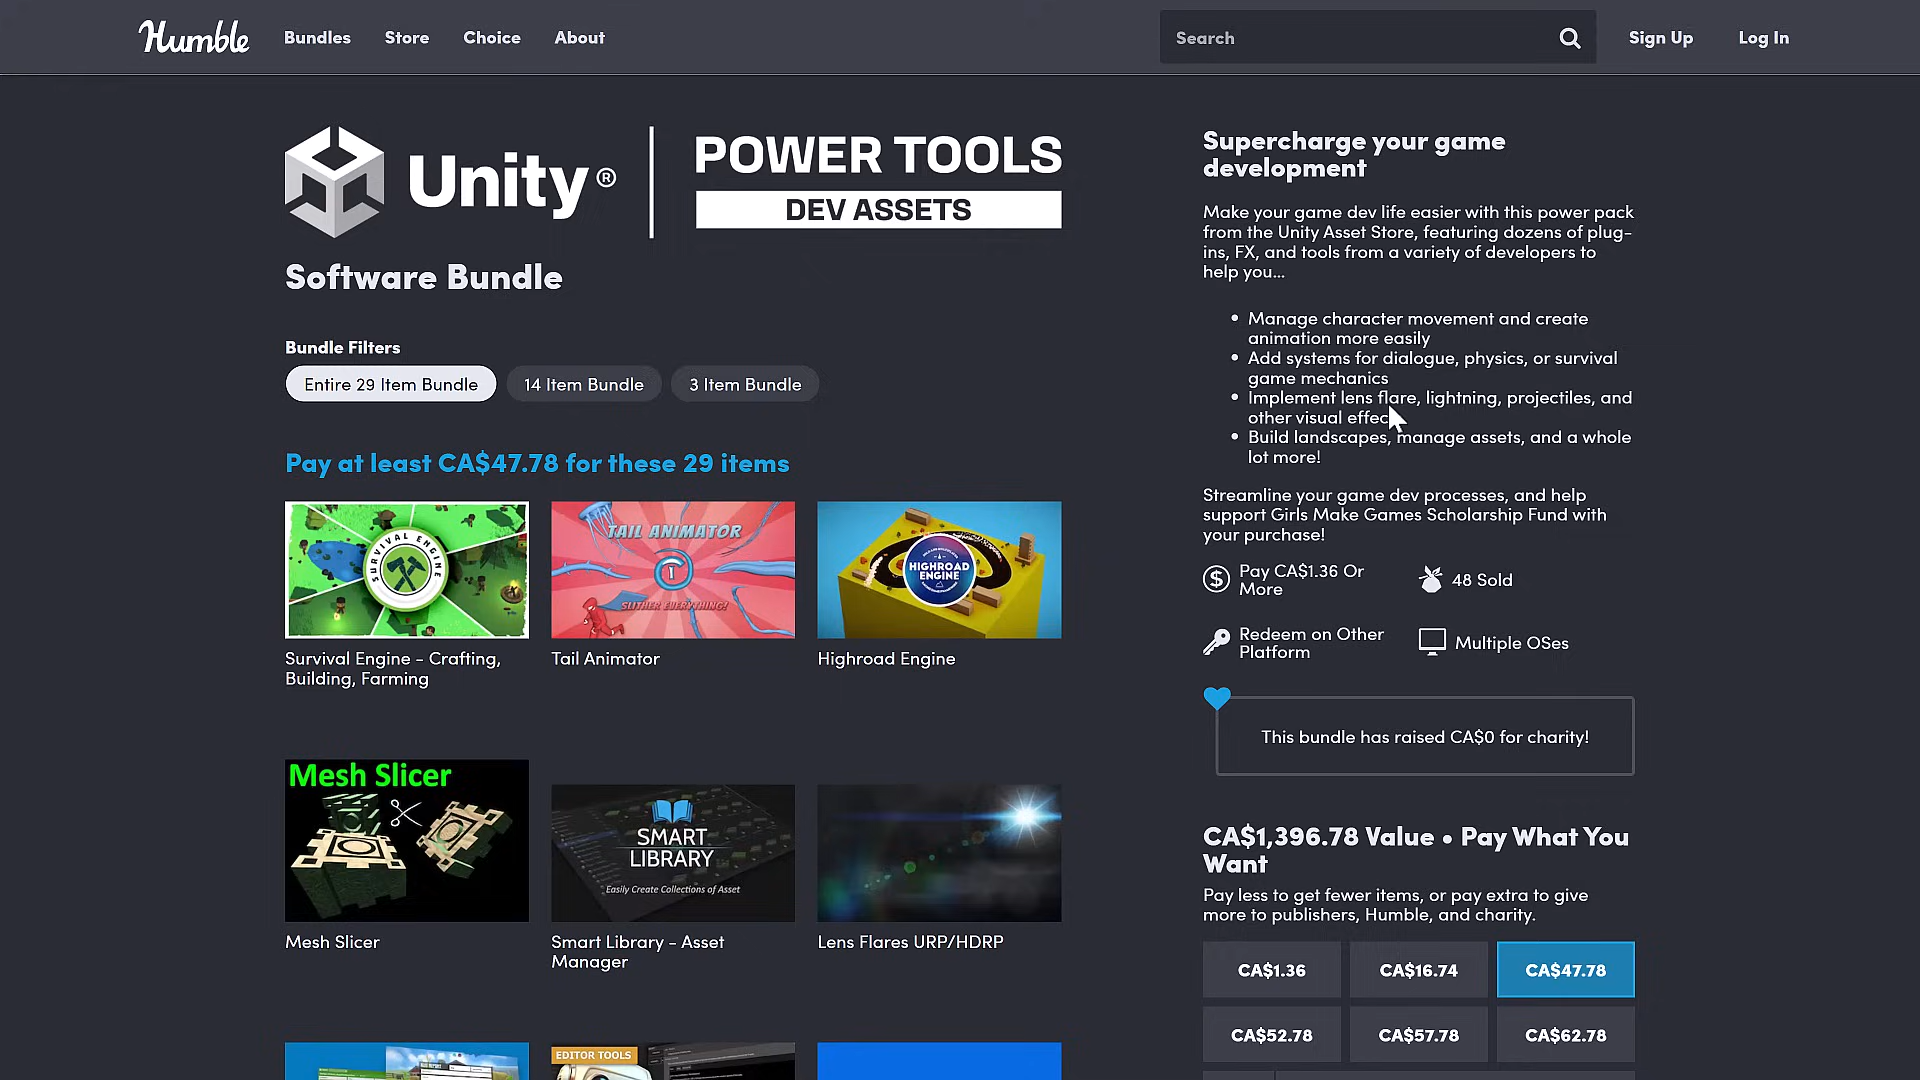 Humble
Bundles
Store
Choice
About
Search
Sign Up
Log In
Unity®
POWER TOOLS
DEV ASSETS
Software Bundle
Bundle Filters
Entire 29 Item Bundle
14 Item Bundle
3 Item Bundle
Pay at least CA$47.78 for these 29 items
SURVIVAL ENGINE
TAIL ANIMATOR
SLITHER EVERYTHING!
HIGHROAD
ENGINE
Survival Engine - Crafting,
Building, Farming
Tail Animator
Highroad Engine
Mesh Slicer
SMART
LIBRARY
Easily Create Collections of Asset
Mesh Slicer
Smart Library - Asset
Manager
Lens Flares URP/HDRP
EDITOR TOOLS
Supercharge your game
development
Make your game dev life easier with this power pack
from the Unity Asset Store, featuring dozens of plug-
ins, FX, and tools from a variety of developers to
help you...
• Manage character movement and create
animation more easily
• Add systems for dialogue, physics, or survival
game mechanics
• Implement lens flare, lightning, projectiles, and
other visual effec
• Build landscapes, manage assets, and a whole
lot more!
Streamline your game dev processes, and help
support Girls Make Games Scholarship Fund with
your purchase!
Pay CA$1.36 Or
More
48 Sold
Redeem on Other
Platform
Multiple OSes
This bundle has raised CA$0 for charity!
CA$1,396.78 Value • Pay What You
Want
Pay less to get fewer items, or pay extra to give
more to publishers, Humble, and charity.
CA$1.36
CA$16.74
CA$47.78
CA$52.78
CA$57.78
CA$62.78